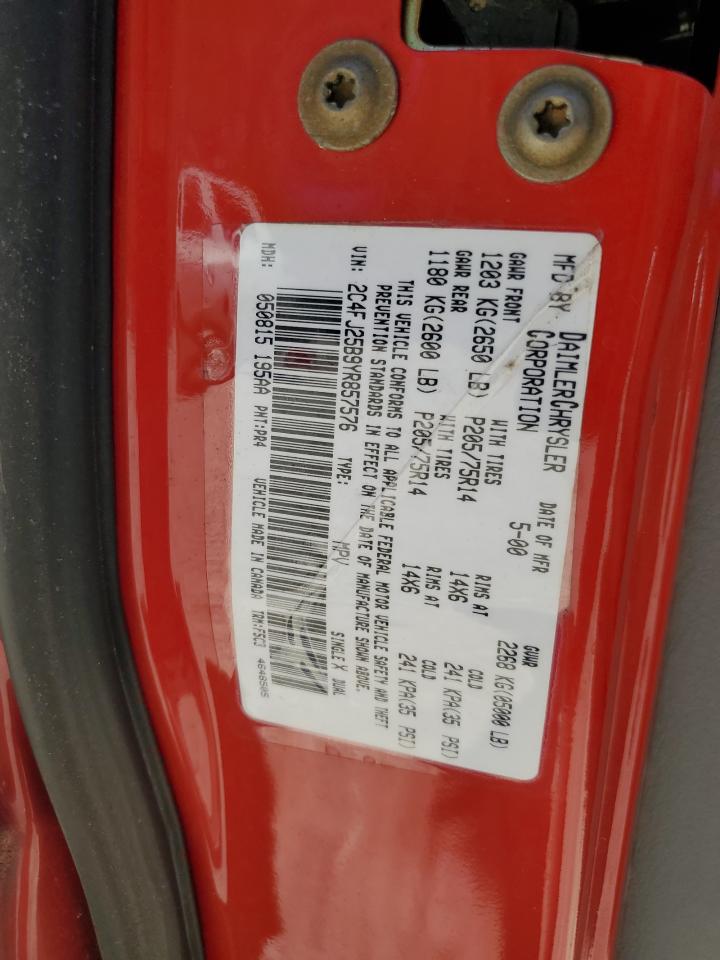 MFD BY DAIMLERCHRYSLER CORPORATION DATE OF MFR 5-00 GVWR 2268 KG(05000 LB)
GAWR FRONT WITH TIRES RIMS AT COLD
1203 KG(2650 LB) P205/75R14 14X6 241 KPA(35 PSI)
GAWR REAR WITH TIRES RIMS AT COLD
1180 KG(2600 LB) P205/75R14 14X6 241 KPA(35 PSI)
THIS VEHICLE CONFORMS TO ALL APPLICABLE FEDERAL MOTOR VEHICLE SAFETY AND THEFT
PREVENTION STANDARDS IN EFFECT ON THE DATE OF MANUFACTURE SHOWN ABOVE.
VIN: 2C4FJ25B9YR857576 TYPE: MPV SINGLE X DUAL
MDH: 050815 195AA PNT:PR4 VEHICLE MADE IN CANADA TRM:F5C3 4648505